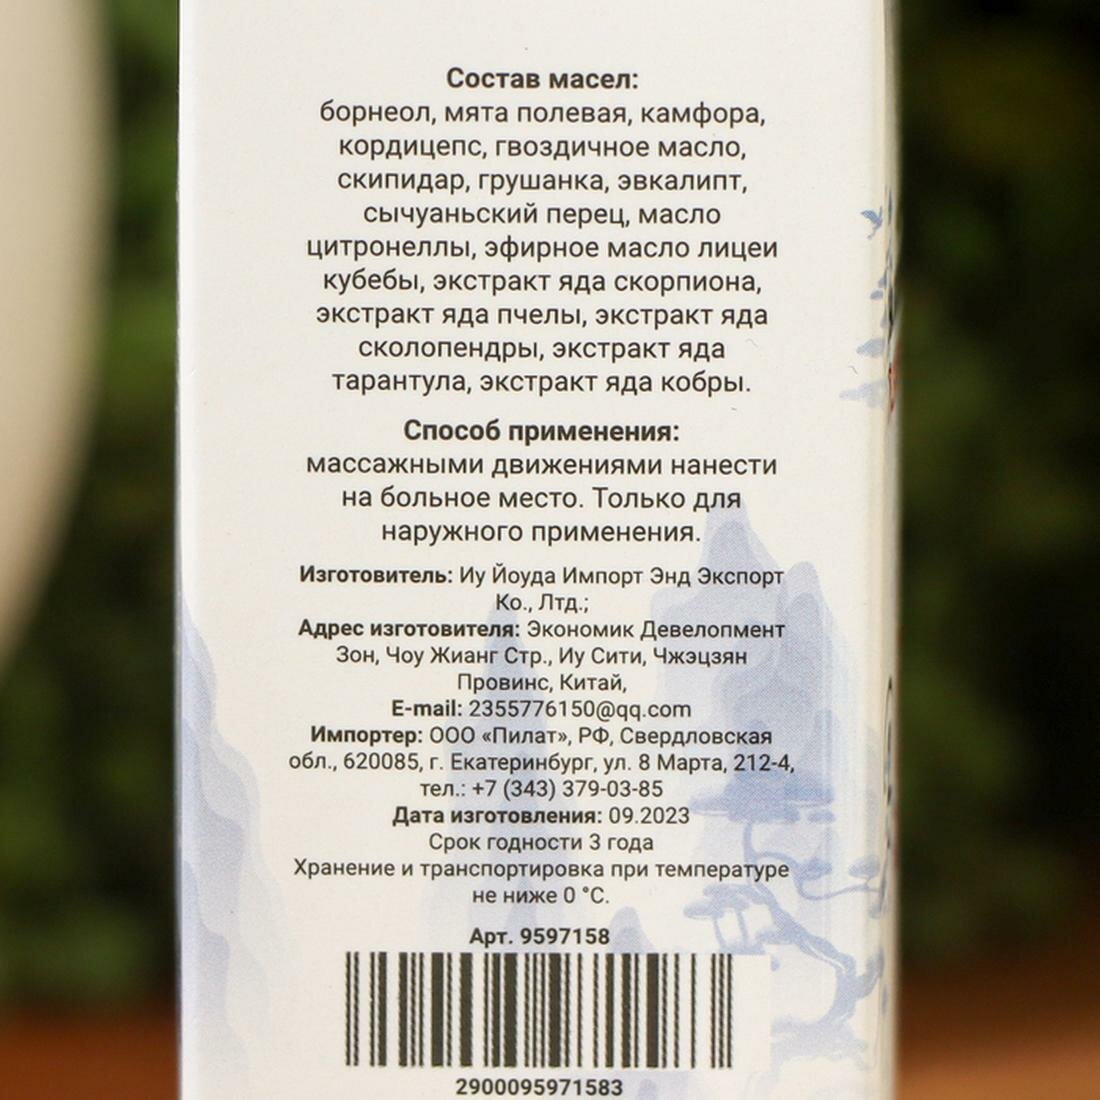 Состав масел:
борнеол, мята полевая, камфора,
кордицепс, гвоздичное масло,
скипидар, грушанка, эвкалипт,
сычуаньский перец, масло
цитронеллы, эфирное масло лицеи
кубебы, экстракт яда скорпиона,
экстракт яда пчелы, экстракт яда
сколопендры, экстракт яда
тарантула, экстракт яда кобры.
Способ применения:
массажными движениями нанести
на больное место. Только для
наружного применения.
Изготовитель: Иу Йоуда Импорт Энд Экспорт
Ко., Лтд.;
Адрес изготовителя: Экономик Девелопмент
Зон, Чоу Жианг Стр., Иу Сити, Чжэцзян
Провинс, Китай,
E-mail: 2355776150@qq.com
Импортер: ООО «Пилат», РФ, Свердловская
обл., 620085, г. Екатеринбург, ул. 8 Марта, 212-4,
тел.: +7 (343) 379-03-85
Дата изготовления: 09.2023
Срок годности 3 года
Хранение и транспортировка при температуре
не ниже 0 °С.
Арт. 9597158
2900095971583